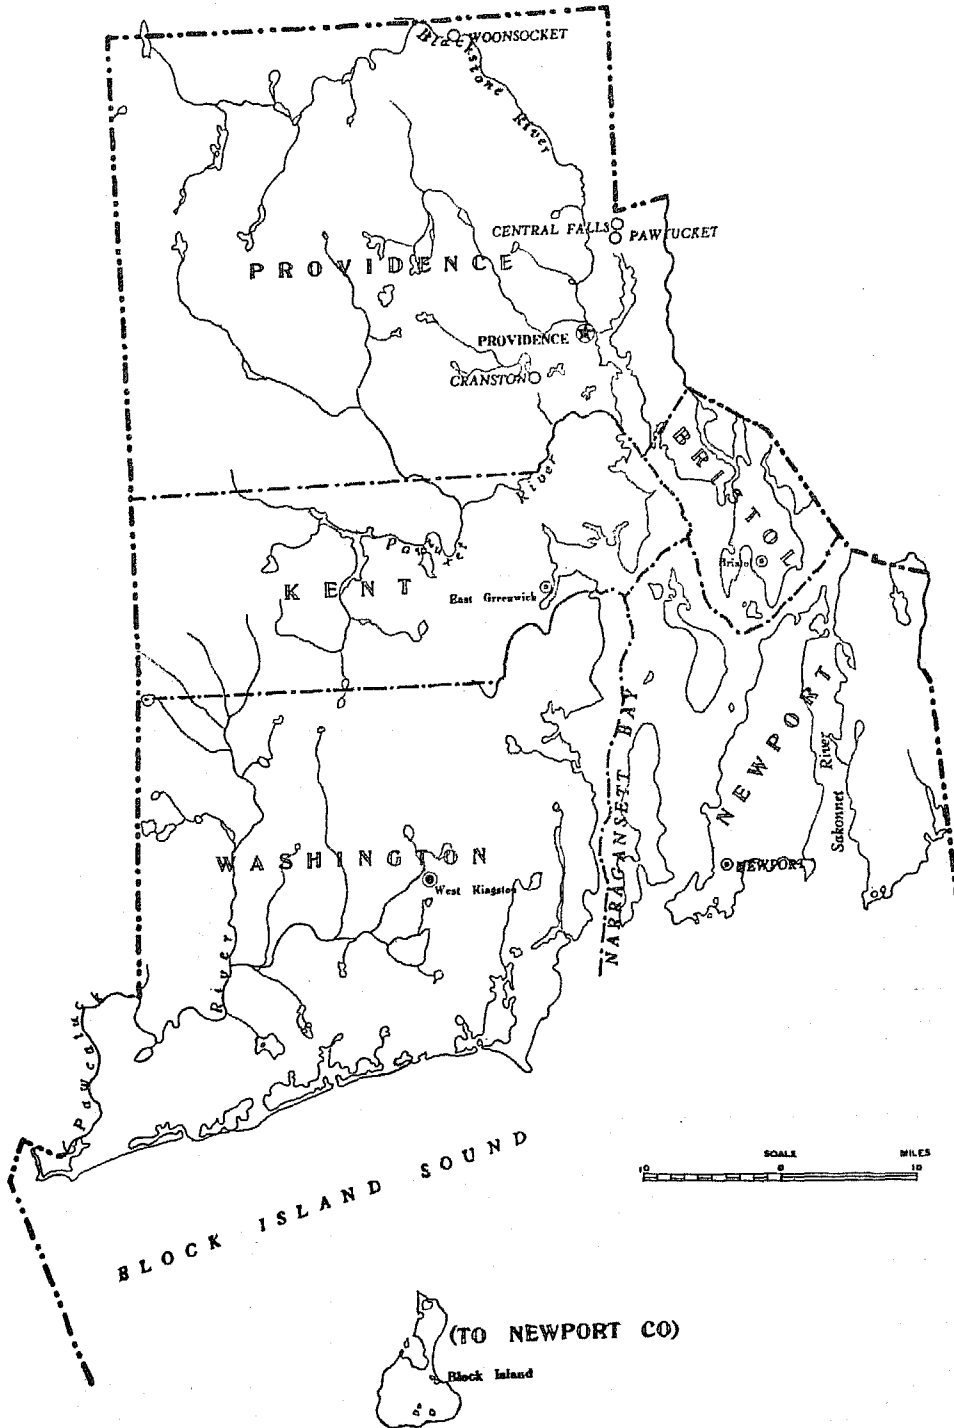 WOONSOCKET
Blackstone River
CENTRAL FALLS
PAWTUCKET
PROVIDENCE
PROVIDENCE
CRANSTON
BRISTOL
River
KENT
East Greenwich
NEWPORT
NARRAGANSETT BAY
Sakonnet River
WASHINGTON
West Kingston
NEWPORT
River
Pawcatuck
SCALE
MILES
10 0 10
BLOCK ISLAND SOUND
(TO NEWPORT CO)
Block Island